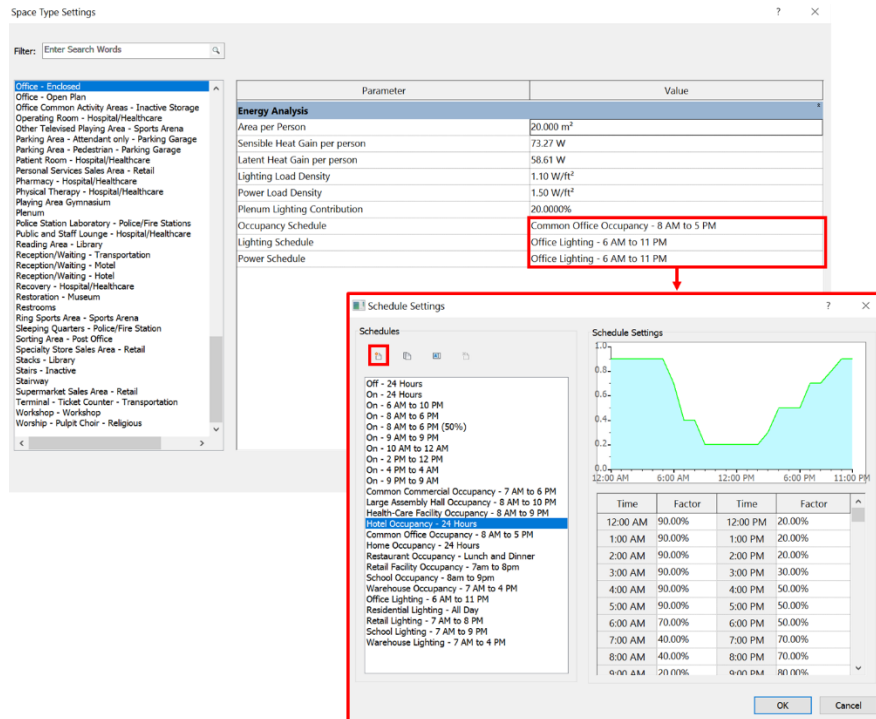 Space Type Settings
?
×
Filter:
Enter Search Words
Office - Enclosed
Office - Open Plan
Office Common Activity Areas - Inactive Storage
Operating Room - Hospital/Healthcare
Other Televised Playing Area - Sports Arena
Parking Area - Attendant only - Parking Garage
Parking Area - Pedestrian - Parking Garage
Patient Room - Hospital/Healthcare
Personal Services Sales Area - Retail
Pharmacy - Hospital/Healthcare
Physical Therapy - Hospital/Healthcare
Playing Area Gymnasium
Plenum
Police Station Laboratory - Police/Fire Stations
Public and Staff Lounge - Hospital/Healthcare
Reading Area - Library
Reception/Waiting - Transportation
Reception/Waiting - Motel
Reception/Waiting - Hotel
Recovery - Hospital/Healthcare
Restoration - Museum
Restrooms
Ring Sports Area - Sports Arena
Sleeping Quarters - Police/Fire Station
Sorting Area - Post Office
Specialty Store Sales Area - Retail
Stacks - Library
Stairs - Inactive
Stairway
Supermarket Sales Area - Retail
Terminal - Ticket Counter - Transportation
Workshop - Workshop
Worship - Pulpit Choir - Religious
Parameter Value
Energy Analysis
Area per Person 20.000 m²
Sensible Heat Gain per person 73.27 W
Latent Heat Gain per person 58.61 W
Lighting Load Density 1.10 W/ft²
Power Load Density 1.50 W/ft²
Plenum Lighting Contribution 20.0000%
Occupancy Schedule Common Office Occupancy - 8 AM to 5 PM
Lighting Schedule Office Lighting - 6 AM to 11 PM
Power Schedule Office Lighting - 6 AM to 11 PM
Schedule Settings
?
×
Schedules
Off - 24 Hours
On - 24 Hours
On - 6 AM to 10 PM
On - 8 AM to 6 PM
On - 8 AM to 6 PM (50%)
On - 9 AM to 9 PM
On - 10 AM to 12 AM
On - 2 PM to 12 PM
On - 4 PM to 4 AM
On - 9 PM to 9 AM
Common Commercial Occupancy - 7 AM to 6 PM
Large Assembly Hall Occupancy - 8 AM to 10 PM
Health-Care Facility Occupancy - 8 AM to 9 PM
Hotel Occupancy - 24 Hours
Common Office Occupancy - 8 AM to 5 PM
Home Occupancy - 24 Hours
Restaurant Occupancy - Lunch and Dinner
Retail Facility Occupancy - 7am to 8pm
School Occupancy - 8am to 9pm
Warehouse Occupancy - 7 AM to 4 PM
Office Lighting - 6 AM to 11 PM
Residential Lighting - All Day
Retail Lighting - 7 AM to 8 PM
School Lighting - 7 AM to 9 PM
Warehouse Lighting - 7 AM to 4 PM
Schedule Settings
1.0
0.8
0.6
0.4
0.2
0.0
12:00 AM 6:00 AM 12:00 PM 6:00 PM 11:00 PM
Time Factor Time Factor
12:00 AM 90.00% 12:00 PM 20.00%
1:00 AM 90.00% 1:00 PM 20.00%
2:00 AM 90.00% 2:00 PM 20.00%
3:00 AM 90.00% 3:00 PM 30.00%
4:00 AM 90.00% 4:00 PM 50.00%
5:00 AM 90.00% 5:00 PM 50.00%
6:00 AM 70.00% 6:00 PM 50.00%
7:00 AM 40.00% 7:00 PM 70.00%
8:00 AM 40.00% 8:00 PM 70.00%
9:00 AM 20.00% 9:00 PM 80.00%
OK Cancel